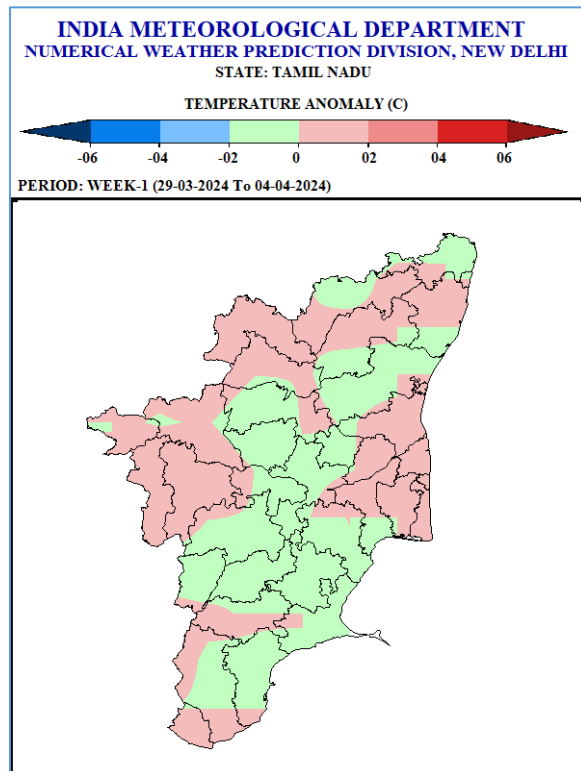 INDIA METEOROLOGICAL DEPARTMENT
NUMERICAL WEATHER PREDICTION DIVISION, NEW DELHI
STATE: TAMIL NADU
TEMPERATURE ANOMALY (C)
-06 -04 -02 0 02 04 06
PERIOD: WEEK-1 (29-03-2024 To 04-04-2024)